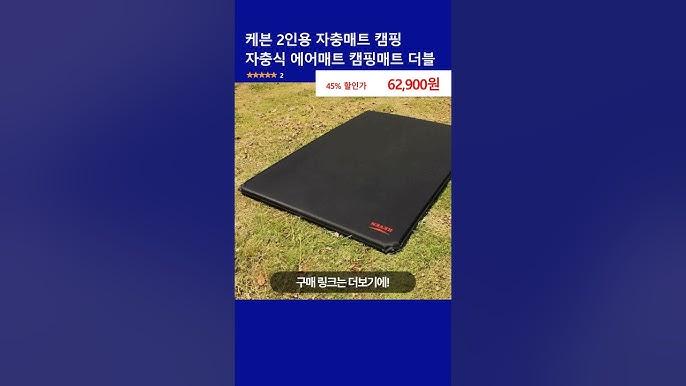 케븐 2인용 자충매트 캠핑
자충식 에어매트 캠핑매트 더블
★★★★★ 2
45% 할인가 62,900원
구매 링크는 더보기에!